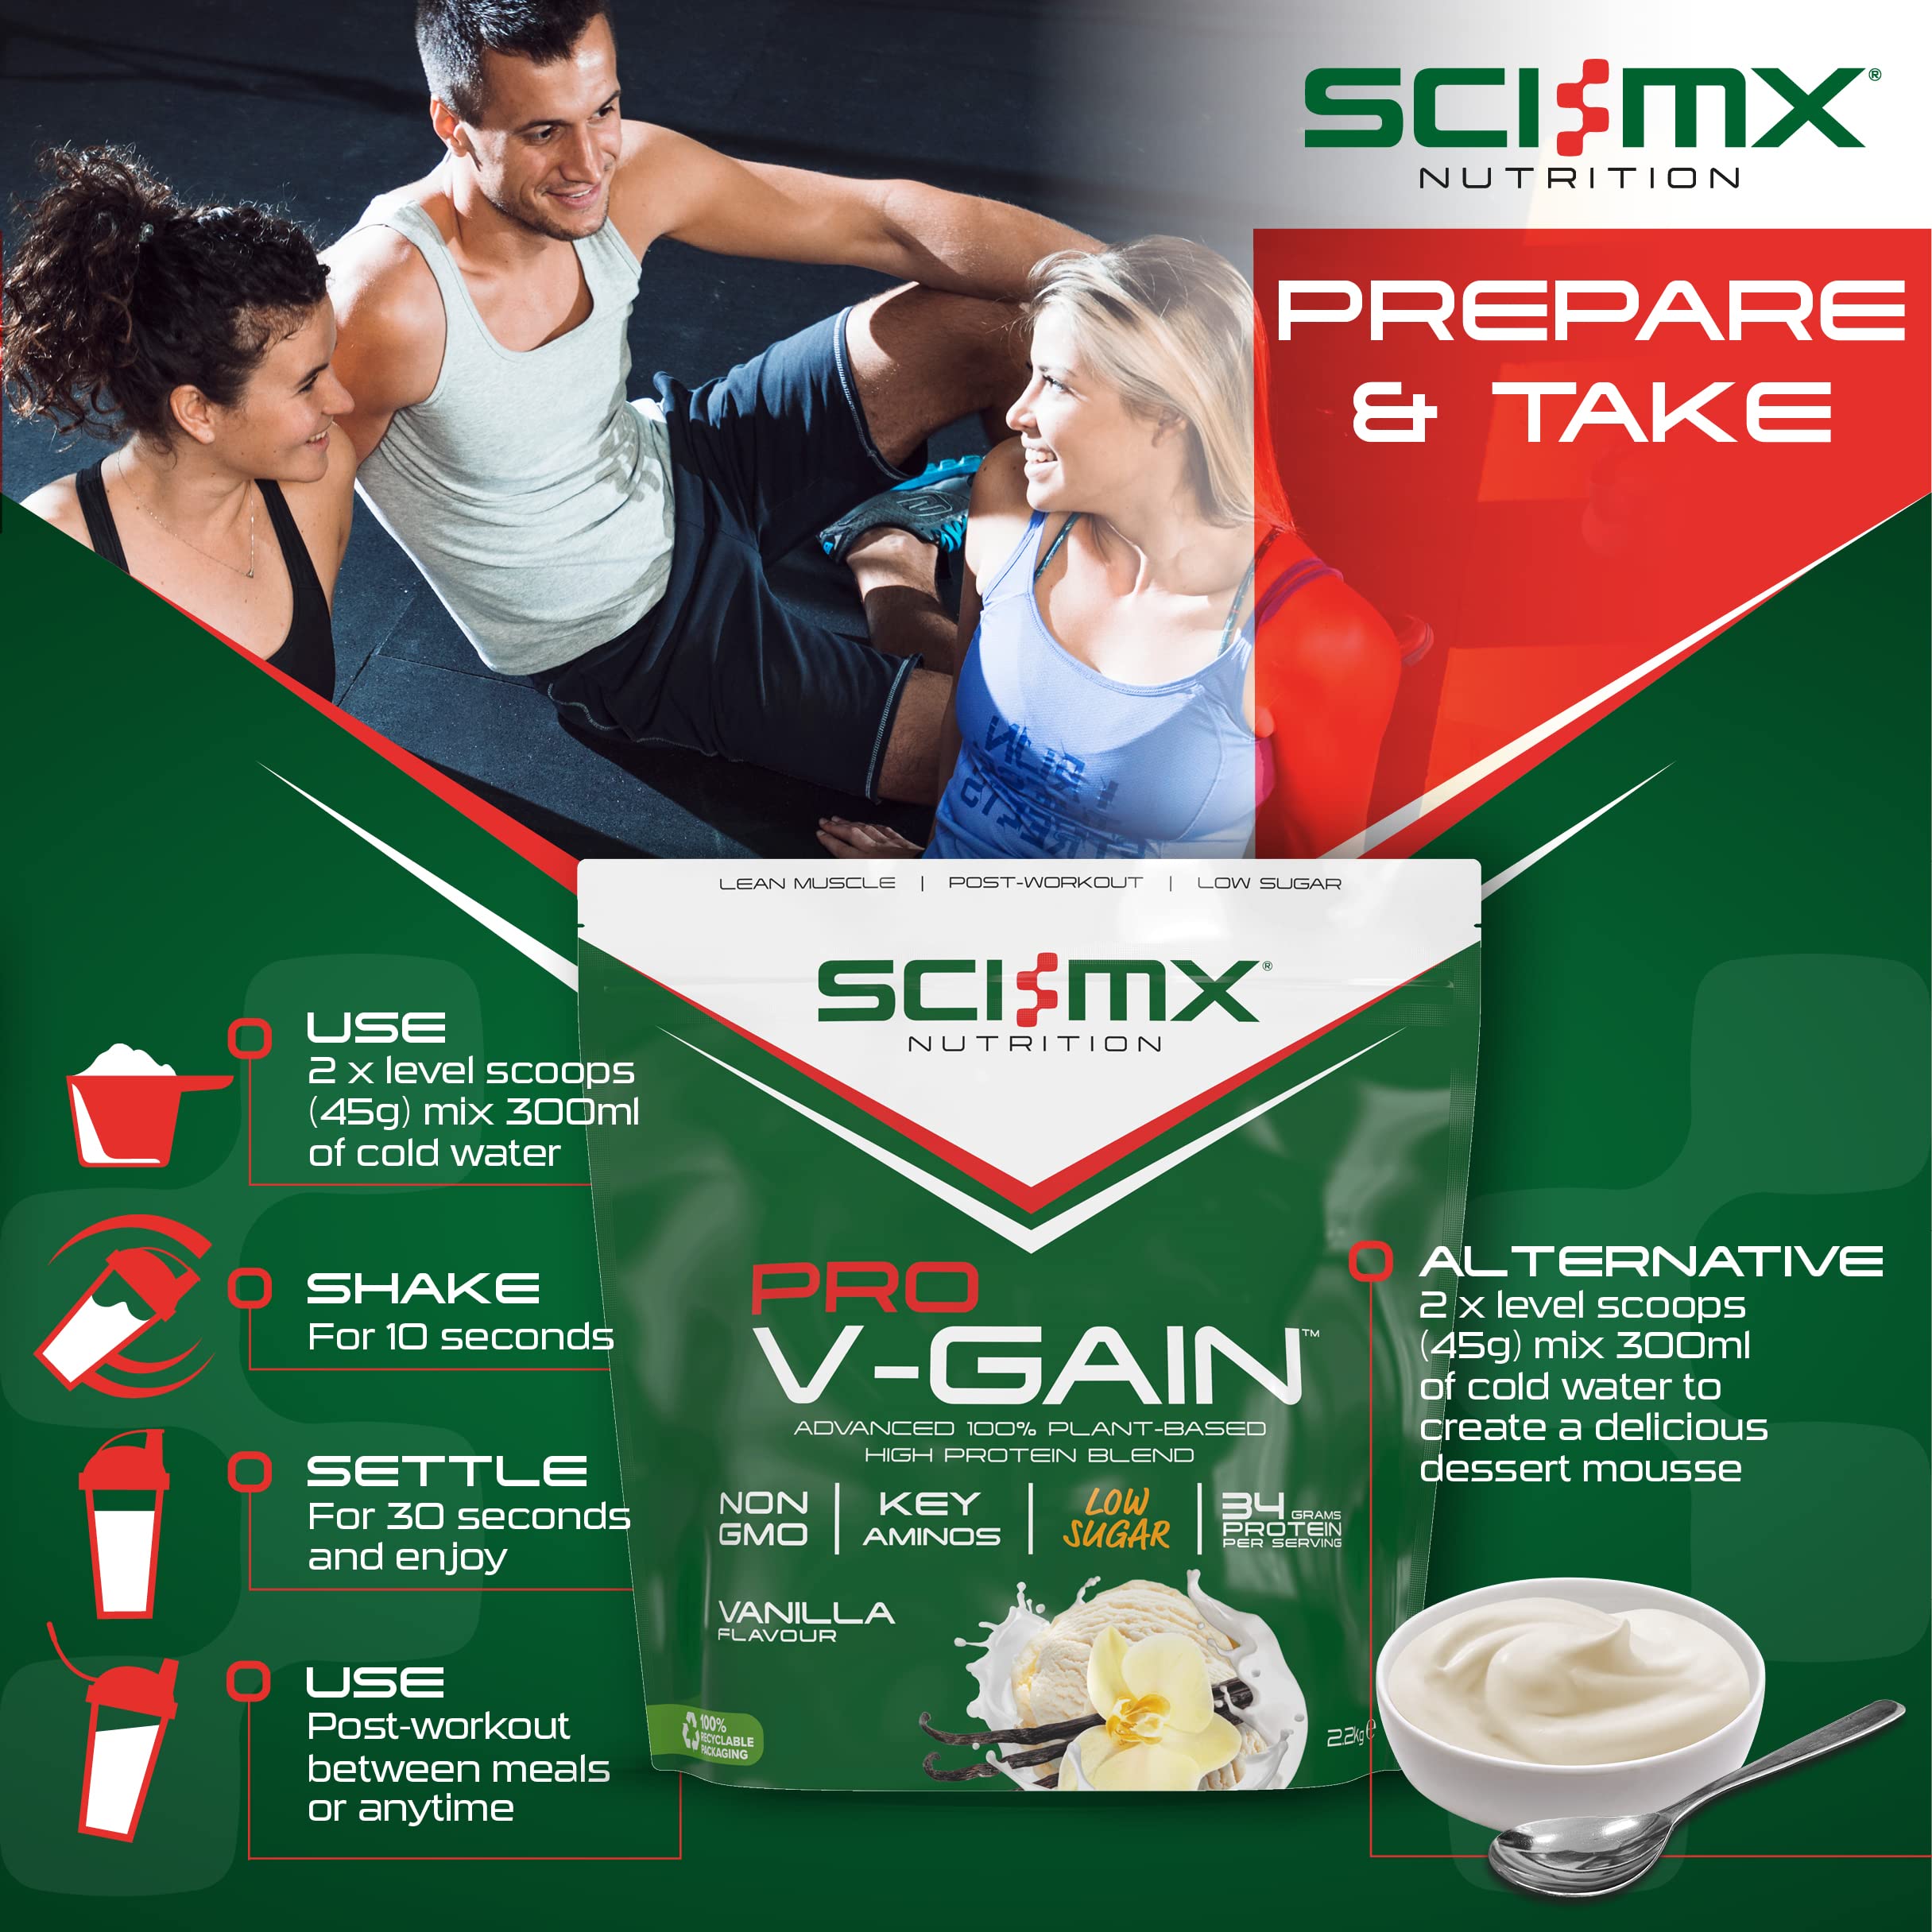 SCI-MX®
NUTRITION
PREPARE
& TAKE
LEAN MUSCLE | POST-WORKOUT | LOW SUGAR
SCI-MX®
NUTRITION
USE
2 x level scoops
(45g) mix 300ml
of cold water
SHAKE
For 10 seconds
SETTLE
For 30 seconds
and enjoy
USE
Post-workout
between meals
or anytime
PRO
V-GAIN™
ADVANCED 100% PLANT-BASED
HIGH PROTEIN BLEND
NON
GMO
KEY
AMINOS
LOW
SUGAR
34 GRAMS
PROTEIN
PER SERVING
VANILLA
FLAVOUR
100%
RECYCLABLE
PACKAGING
2.2kg e
ALTERNATIVE
2 x level scoops
(45g) mix 300ml
of cold water to
create a delicious
dessert mousse